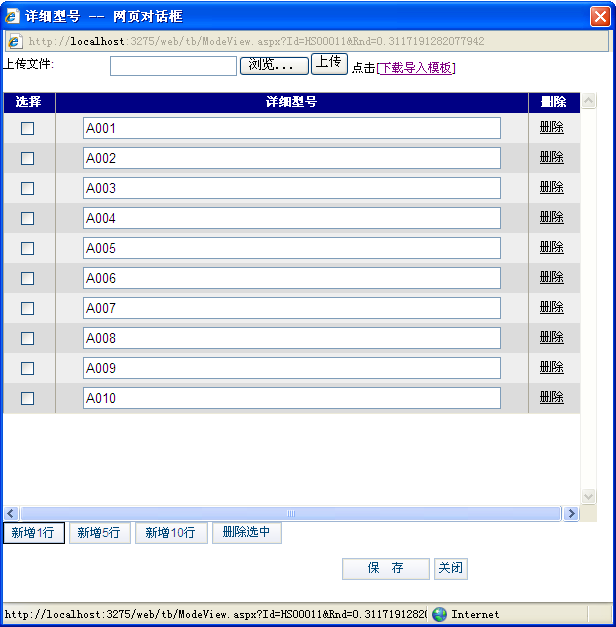 详细型号 -- 网页对话框
http://localhost:3275/web/tb/ModeView.aspx?Id=HS00011&Rnd=0.3117191282077942
上传文件: 浏览... 上传 点击[下载导入模板]
选择 详细型号 删除
A001 删除
A002 删除
A003 删除
A004 删除
A005 删除
A006 删除
A007 删除
A008 删除
A009 删除
A010 删除
新增1行 新增5行 新增10行 删除选中
保 存 关闭
http://localhost:3275/web/tb/ModeView.aspx?Id=HS00011&Rnd=0.31171912820 Internet